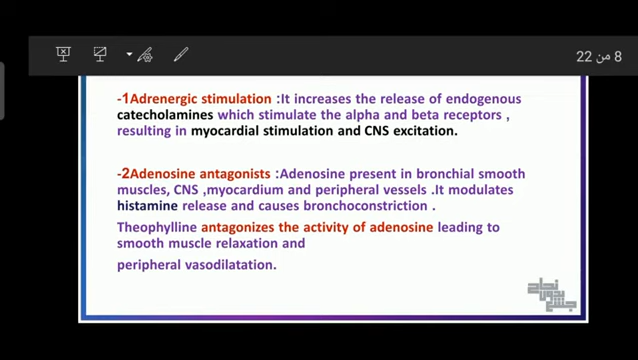 8 من 22
-1Adrenergic stimulation :It increases the release of endogenous
catecholamines which stimulate the alpha and beta receptors ,
resulting in myocardial stimulation and CNS excitation.
-2Adenosine antagonists :Adenosine present in bronchial smooth
muscles, CNS ,myocardium and peripheral vessels .It modulates
histamine release and causes bronchoconstriction .
Theophylline antagonizes the activity of adenosine leading to
smooth muscle relaxation and
peripheral vasodilatation.